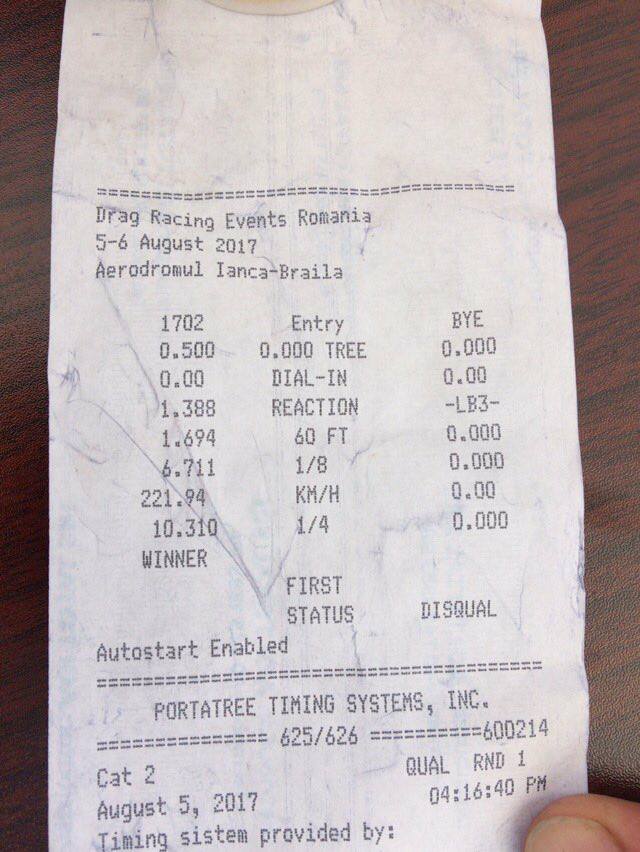 =============================================
Drag Racing Events Romania
5-6 August 2017
Aerodromul Ianca-Braila
1702 Entry BYE
0.500 0.000 TREE 0.000
0.00 DIAL-IN 0.00
1.388 REACTION -LB3-
1.694 60 FT 0.000
6.711 1/8 0.000
221.94 KM/H 0.00
10.310 1/4 0.000
WINNER
FIRST
STATUS DISQUAL
Autostart Enabled
=============================================
PORTATREE TIMING SYSTEMS, INC.
=============== 625/626 ==========600214
Cat 2 QUAL RND 1
August 5, 2017 04:16:40 PM
Timing sistem provided by: